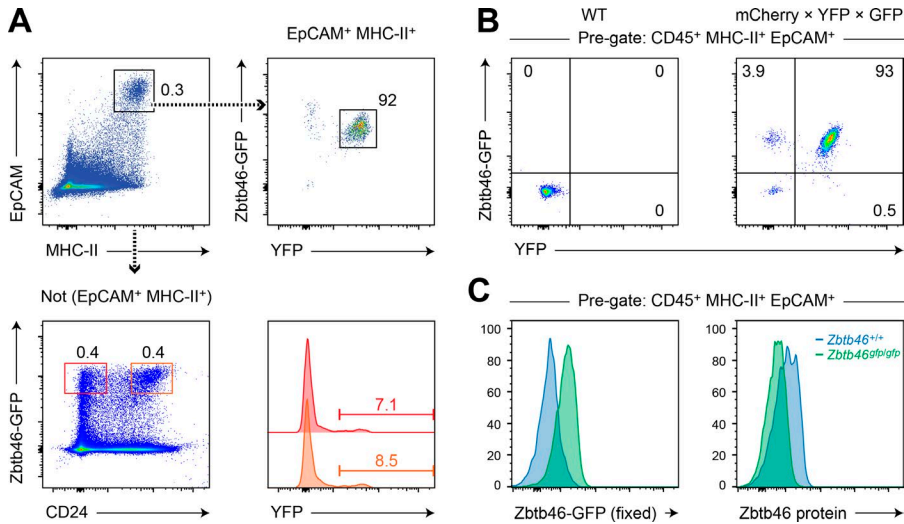 A
EpCAM⁺ MHC-II⁺
EpCAM
0.3
MHC-II
Zbtb46-GFP
92
YFP
Not (EpCAM⁺ MHC-II⁺)
Zbtb46-GFP
0.4
0.4
CD24
7.1
8.5
YFP
B
WT
mCherry × YFP × GFP
Pre-gate: CD45⁺ MHC-II⁺ EpCAM⁺
Zbtb46-GFP
0
0
0
3.9
93
0.5
YFP
C
Pre-gate: CD45⁺ MHC-II⁺ EpCAM⁺
100
80
60
40
20
0
Zbtb46-GFP (fixed)
100
80
60
40
20
0
Zbtb46⁺/⁺
Zbtb46gfp/gfp
Zbtb46 protein